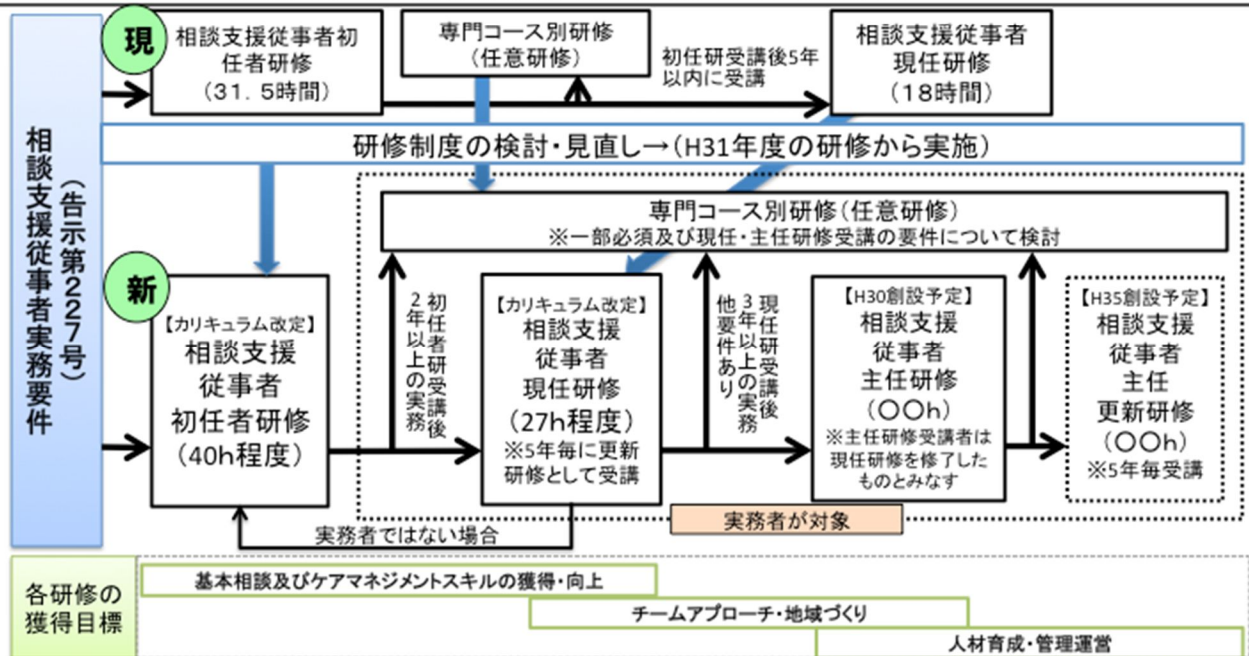 相談支援従事者実務要件
(告示第227号)
現
相談支援従事者初
任者研修
(31.5時間)
専門コース別研修
(任意研修)
初任研受講後5年
以内に受講
相談支援従事者
現任研修
(18時間)
研修制度の検討・見直し→(H31年度の研修から実施)
専門コース別研修(任意研修)
※一部必須及び現任・主任研修受講の要件について検討
新
【カリキュラム改定】
相談支援
従事者
初任者研修
(40h程度)
初任者研受講後
2年以上の実務
【カリキュラム改定】
相談支援
従事者
現任研修
(27h程度)
※5年毎に更新
研修として受講
現任研受講後
3年以上の実務
他要件あり
【H30創設予定】
相談支援
従事者
主任研修
(〇〇h)
※主任研修受講者は
現任研修を修了した
ものとみなす
【H35創設予定】
相談支援
従事者
主任
更新研修
(〇〇h)
※5年毎受講
実務者が対象
実務者ではない場合
各研修の
獲得目標
基本相談及びケアマネジメントスキルの獲得・向上
チームアプローチ・地域づくり
人材育成・管理運営